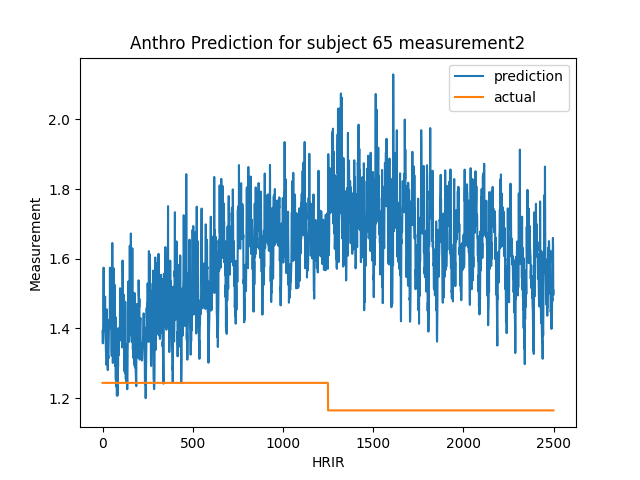 Anthro Prediction for subject 65 measurement2
prediction
actual
2.0
1.8
1.6
1.4
1.2
Measurement
0
500
1000
1500
2000
2500
HRIR